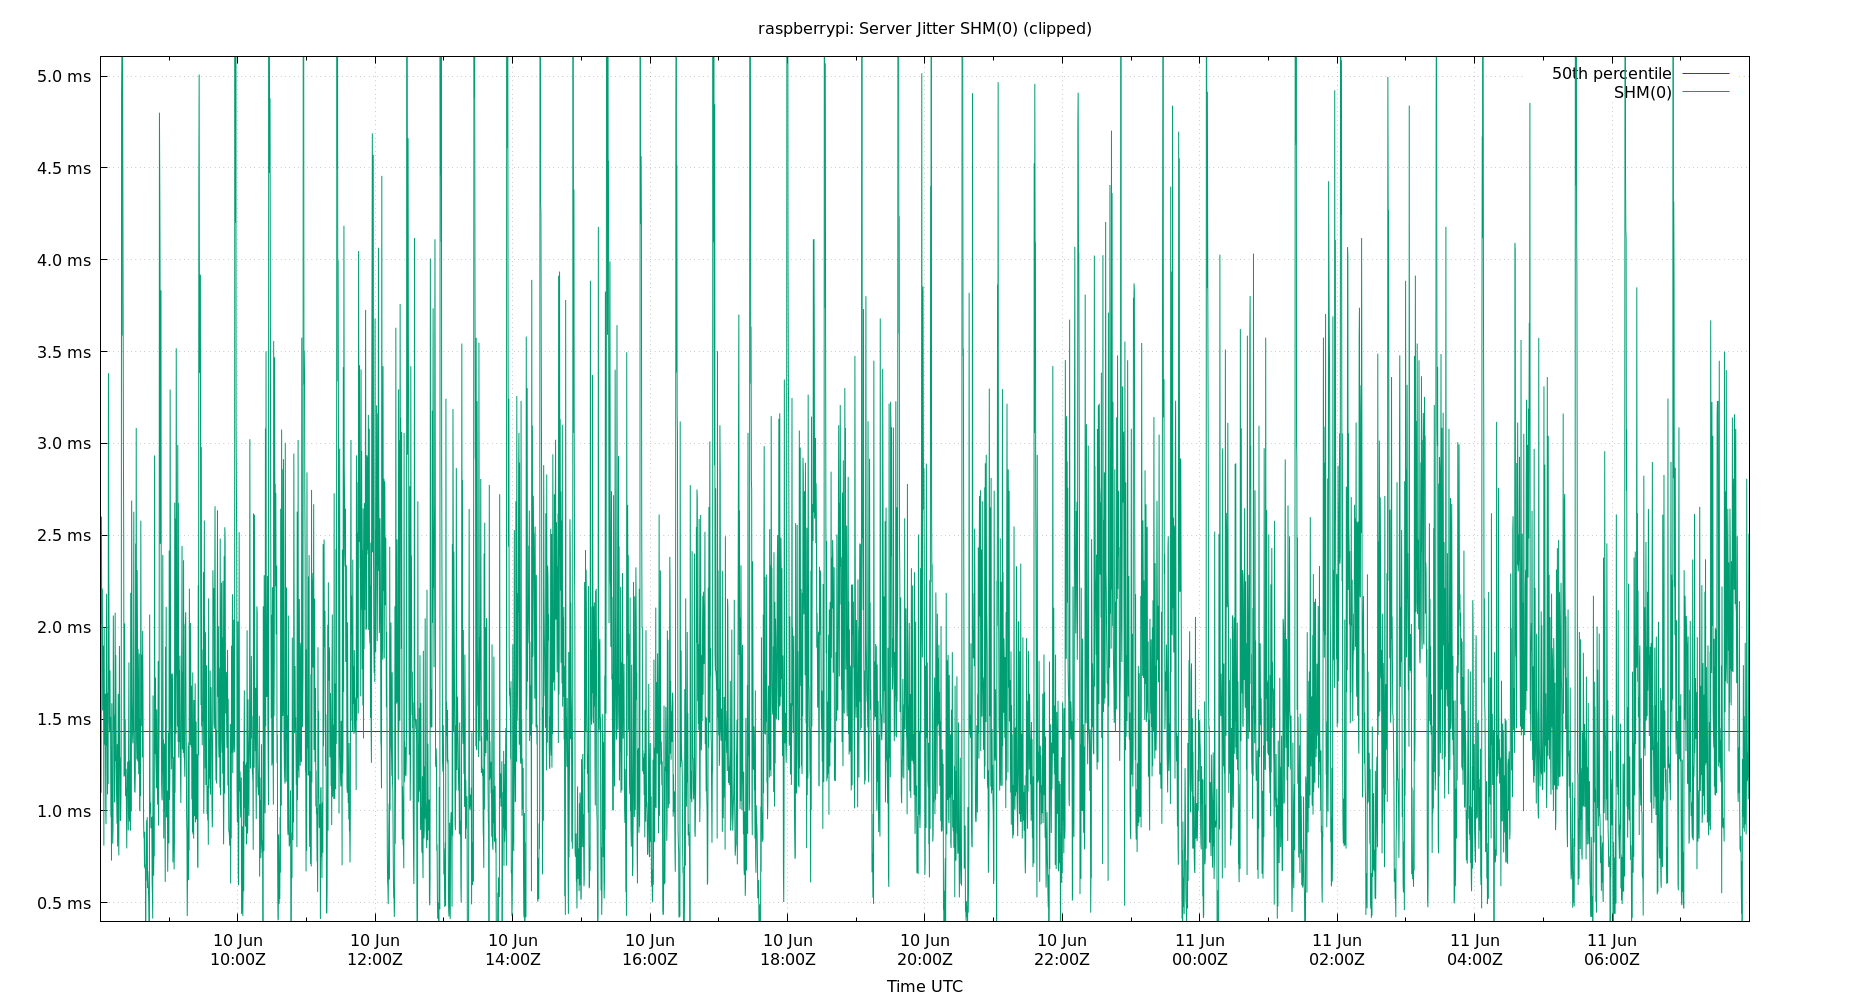 raspberrypi: Server Jitter SHM(0) (clipped)
50th percentile
SHM(0)
5.0 ms
4.5 ms
4.0 ms
3.5 ms
3.0 ms
2.5 ms
2.0 ms
1.5 ms
1.0 ms
0.5 ms
10 Jun 10 Jun 10 Jun 10 Jun 10 Jun 10 Jun 10 Jun 11 Jun 11 Jun 11 Jun 11 Jun
10:00Z 12:00Z 14:00Z 16:00Z 18:00Z 20:00Z 22:00Z 00:00Z 02:00Z 04:00Z 06:00Z
Time UTC